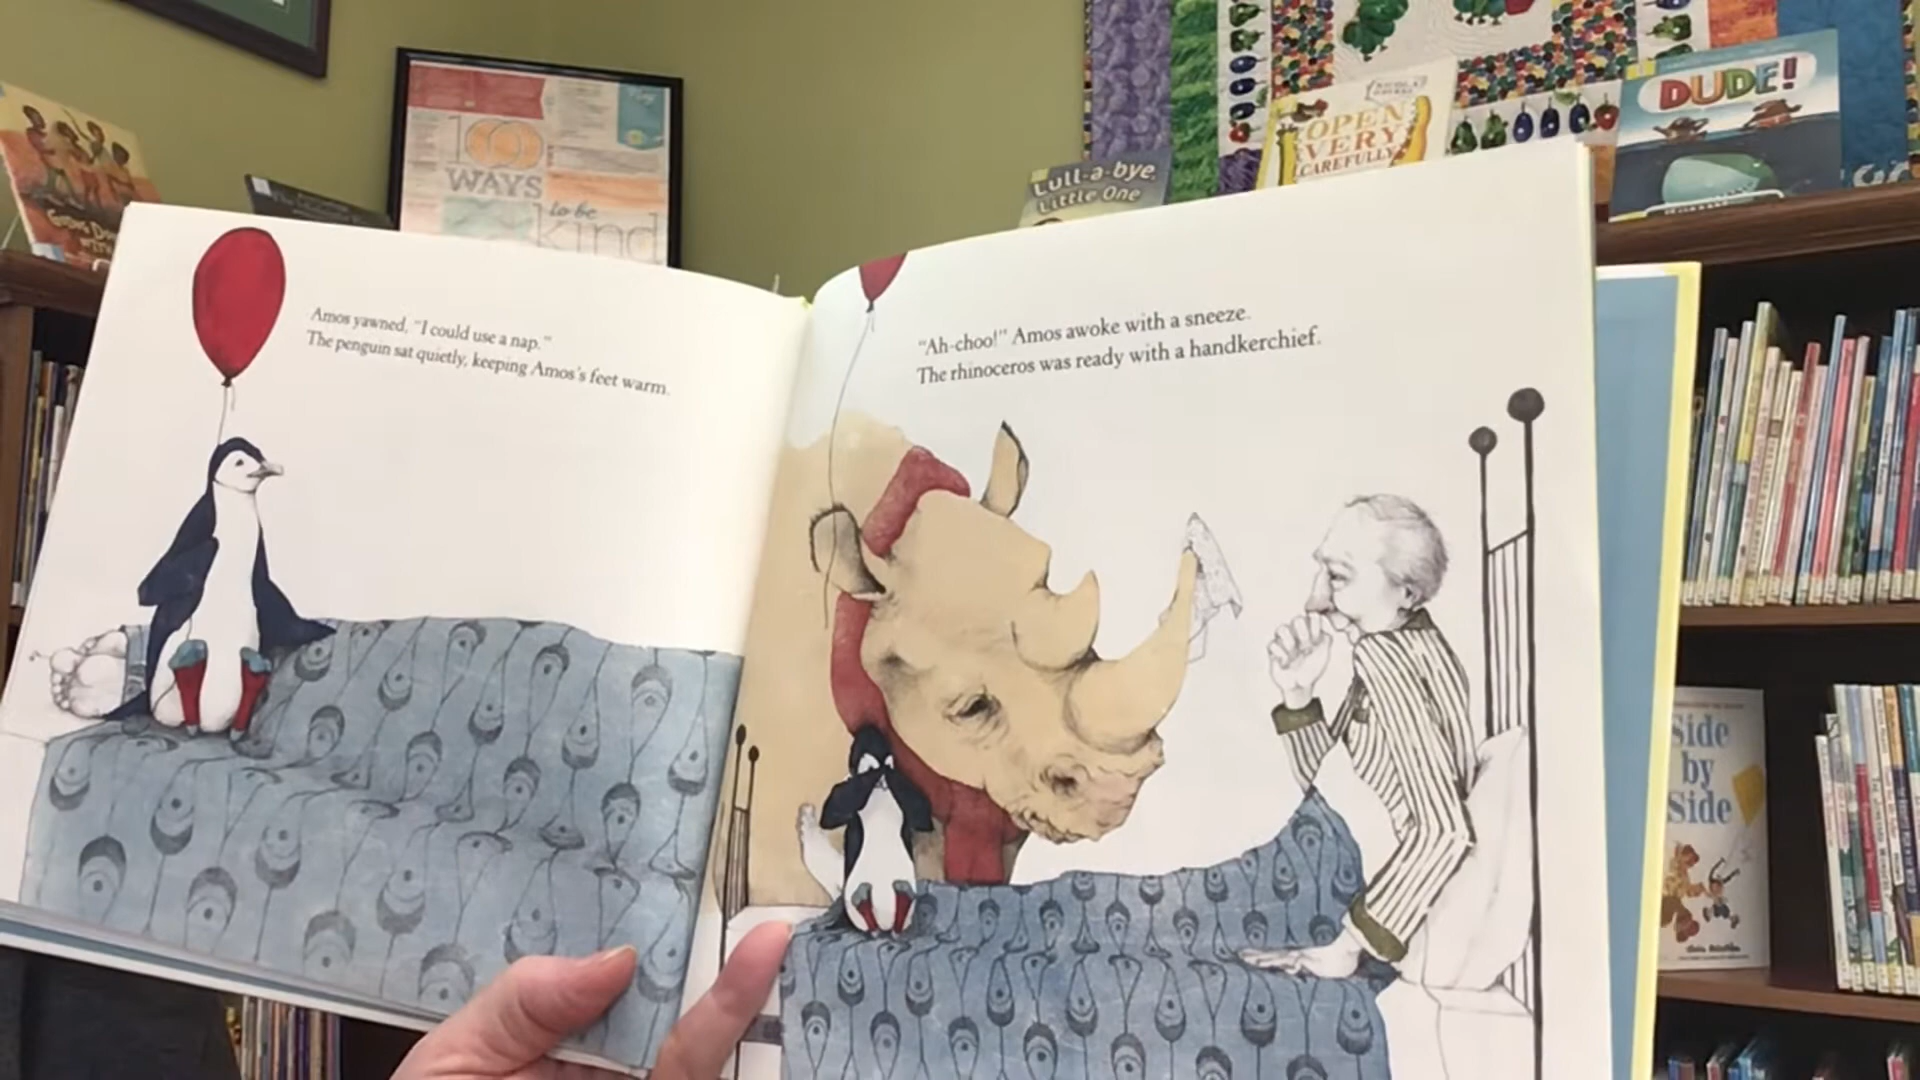 Amos yawned, "I could use a nap."
The penguin sat quietly, keeping Amos's feet warm.
"Ah-choo!" Amos awoke with a sneeze.
The rhinoceros was ready with a handkerchief.
100
WAYS
to be
kind
Lull-a-bye,
Little One
OPEN
VERY
CAREFULLY
DUDE!
Side
by
Side